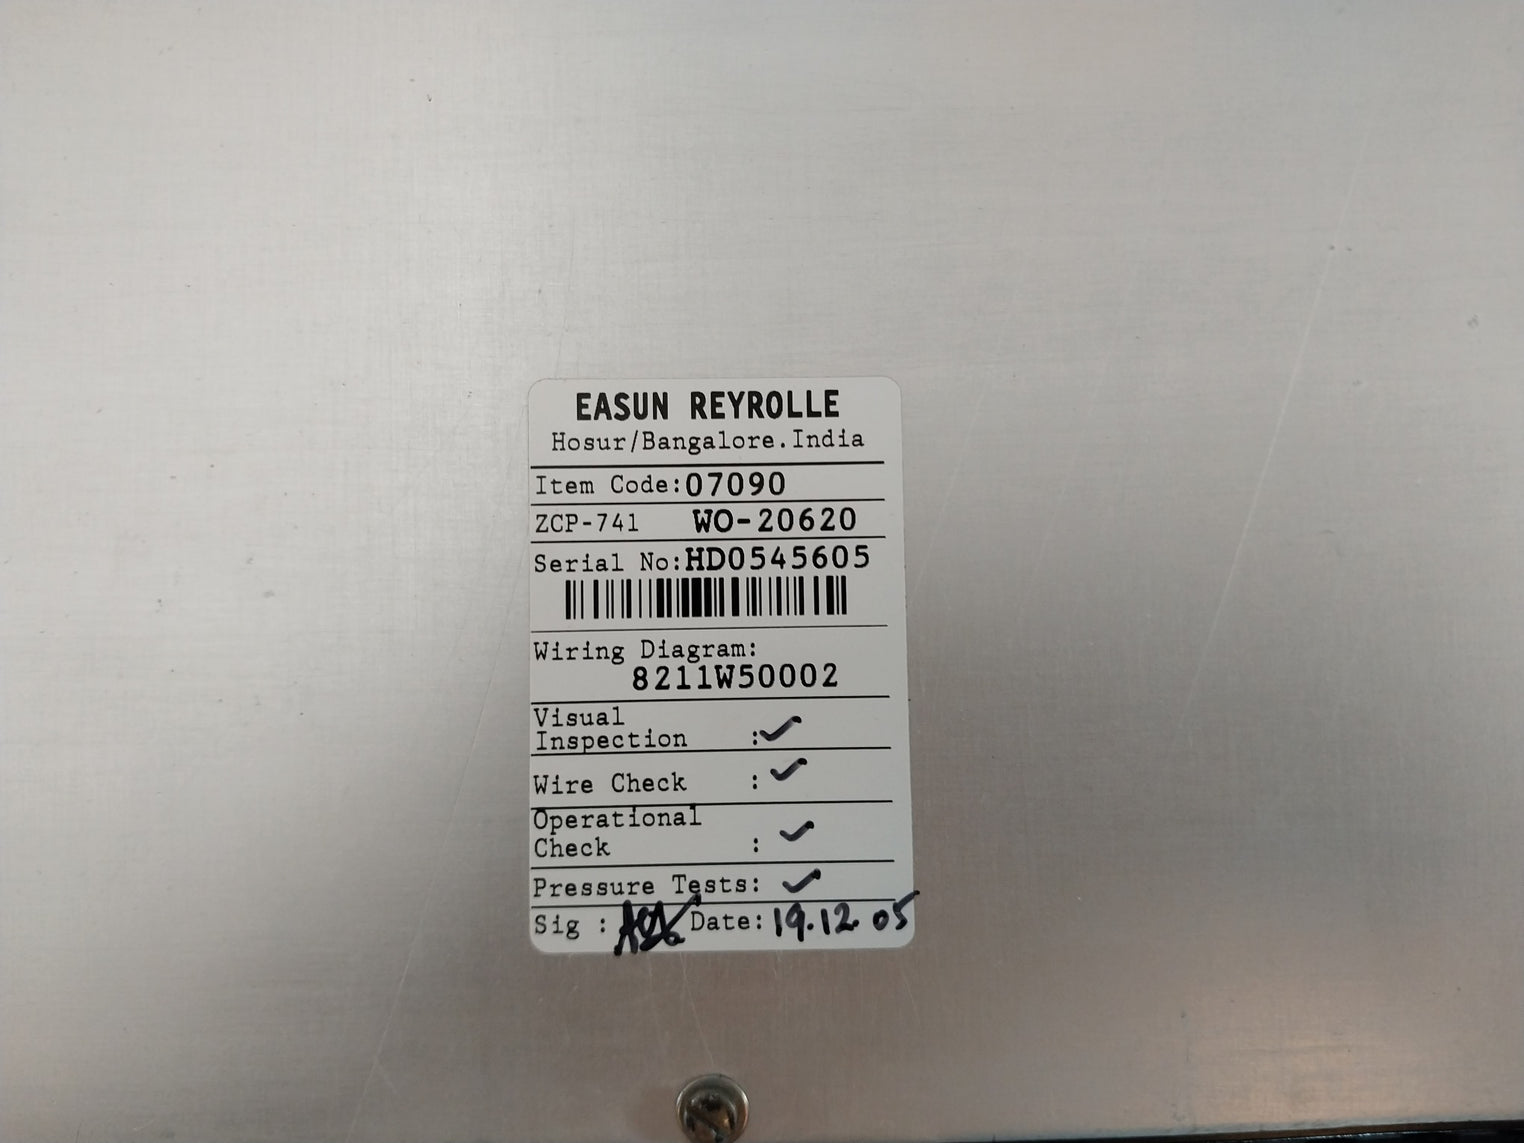 EASUN REYROLLE
Hosur/Bangalore.India
Item Code:07090
ZCP-741 WO-20620
Serial No:HD0545605
Wiring Diagram:
8211W50002
Visual
Inspection :✓
Wire Check : ✓
Operational
Check : ✓
Pressure Tests: ✓
Sig : Date: 19.12.05